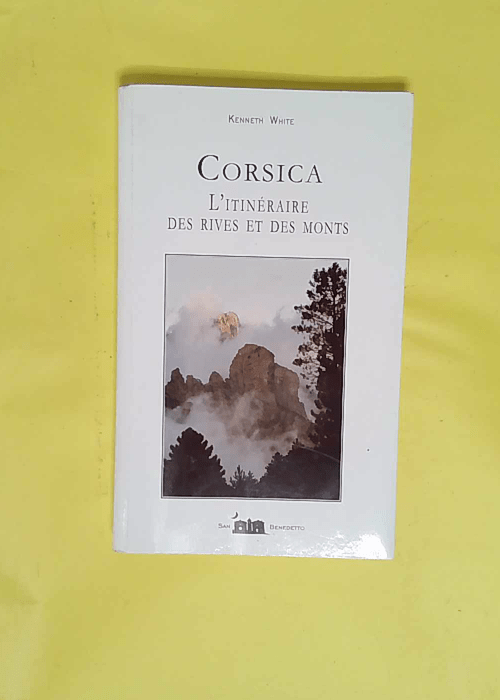 Kenneth White
Corsica
L'itinéraire
des rives et des monts
San Benedetto